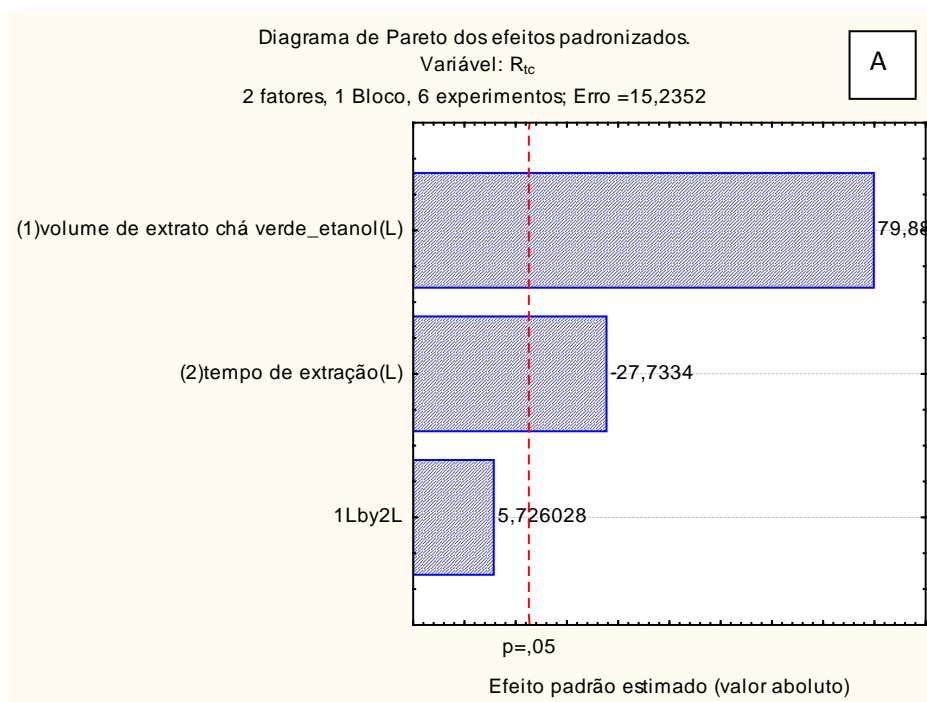 Diagrama de Pareto dos efeitos padronizados.
Variável: Rtc
A
2 fatores, 1 Bloco, 6 experimentos; Erro =15,2352
(1)volume de extrato chá verde_etanol(L)
79,88
(2)tempo de extração(L)
-27,7334
1Lby2L
5,726028
p=,05
Efeito padrão estimado (valor aboluto)